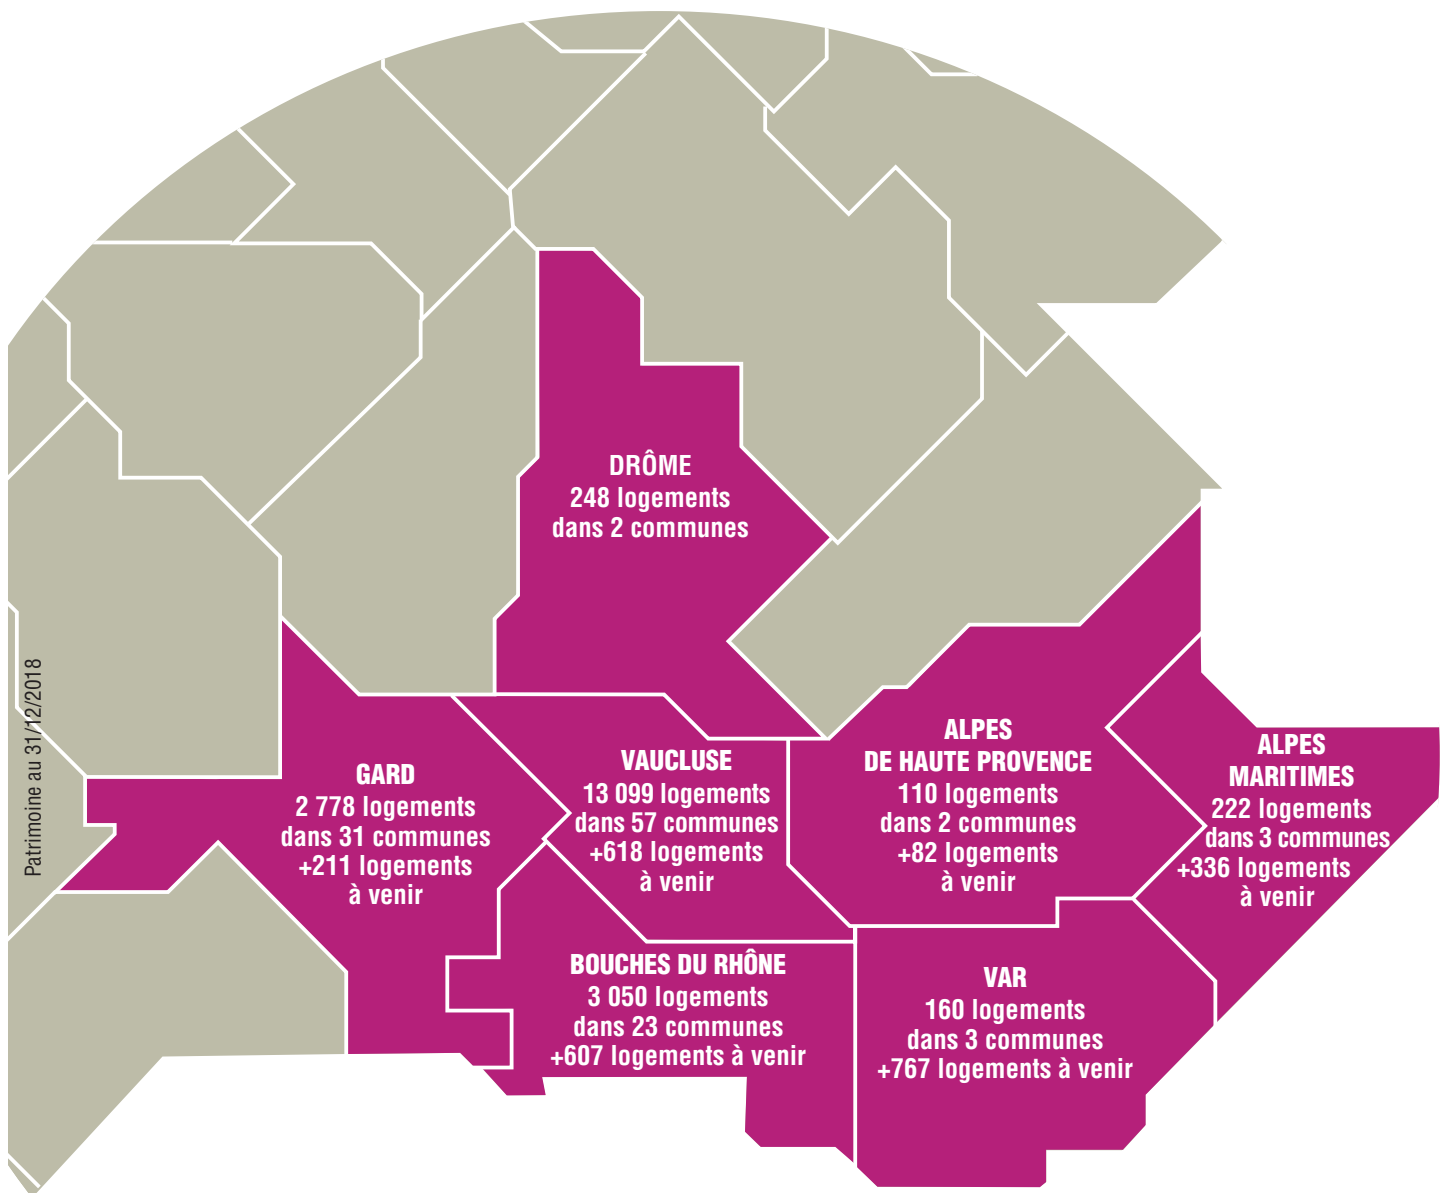 DRÔME
248 logements
dans 2 communes
GARD
2 778 logements
dans 31 communes
+211 logements
à venir
VAUCLUSE
13 099 logements
dans 57 communes
+618 logements
à venir
ALPES
DE HAUTE PROVENCE
110 logements
dans 2 communes
+82 logements
à venir
ALPES
MARITIMES
222 logements
dans 3 communes
+336 logements
à venir
BOUCHES DU RHÔNE
3 050 logements
dans 23 communes
+607 logements à venir
VAR
160 logements
dans 3 communes
+767 logements à venir
Patrimoine au 31/12/2018